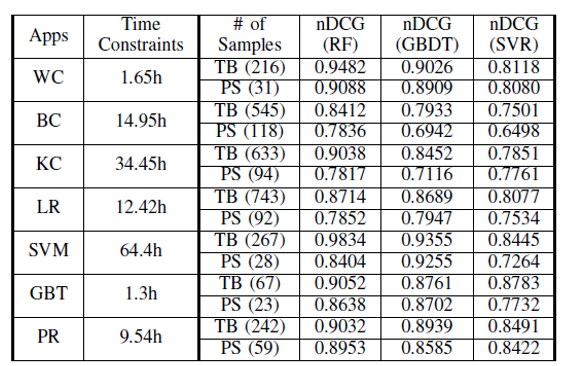 Apps Time Constraints # of Samples nDCG (RF) nDCG (GBDT) nDCG (SVR)
WC 1.65h TB (216) 0.9482 0.9026 0.8118
PS (31) 0.9088 0.8909 0.8080
BC 14.95h TB (545) 0.8412 0.7933 0.7501
PS (118) 0.7836 0.6942 0.6498
KC 34.45h TB (633) 0.9038 0.8452 0.7851
PS (94) 0.7817 0.7116 0.7761
LR 12.42h TB (743) 0.8714 0.8689 0.8077
PS (92) 0.7852 0.7947 0.7534
SVM 64.4h TB (267) 0.9834 0.9355 0.8445
PS (28) 0.8404 0.9255 0.7264
GBT 1.3h TB (67) 0.9052 0.8761 0.8783
PS (23) 0.8638 0.8702 0.7732
PR 9.54h TB (242) 0.9032 0.8939 0.8491
PS (59) 0.8953 0.8585 0.8422